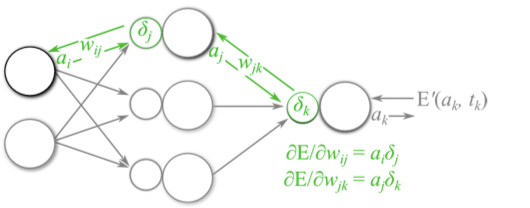 δj
wij
ai
aj
wjk
δk
E'(ak, tk)
ak
∂E/∂wij = aiδj
∂E/∂wjk = ajδk